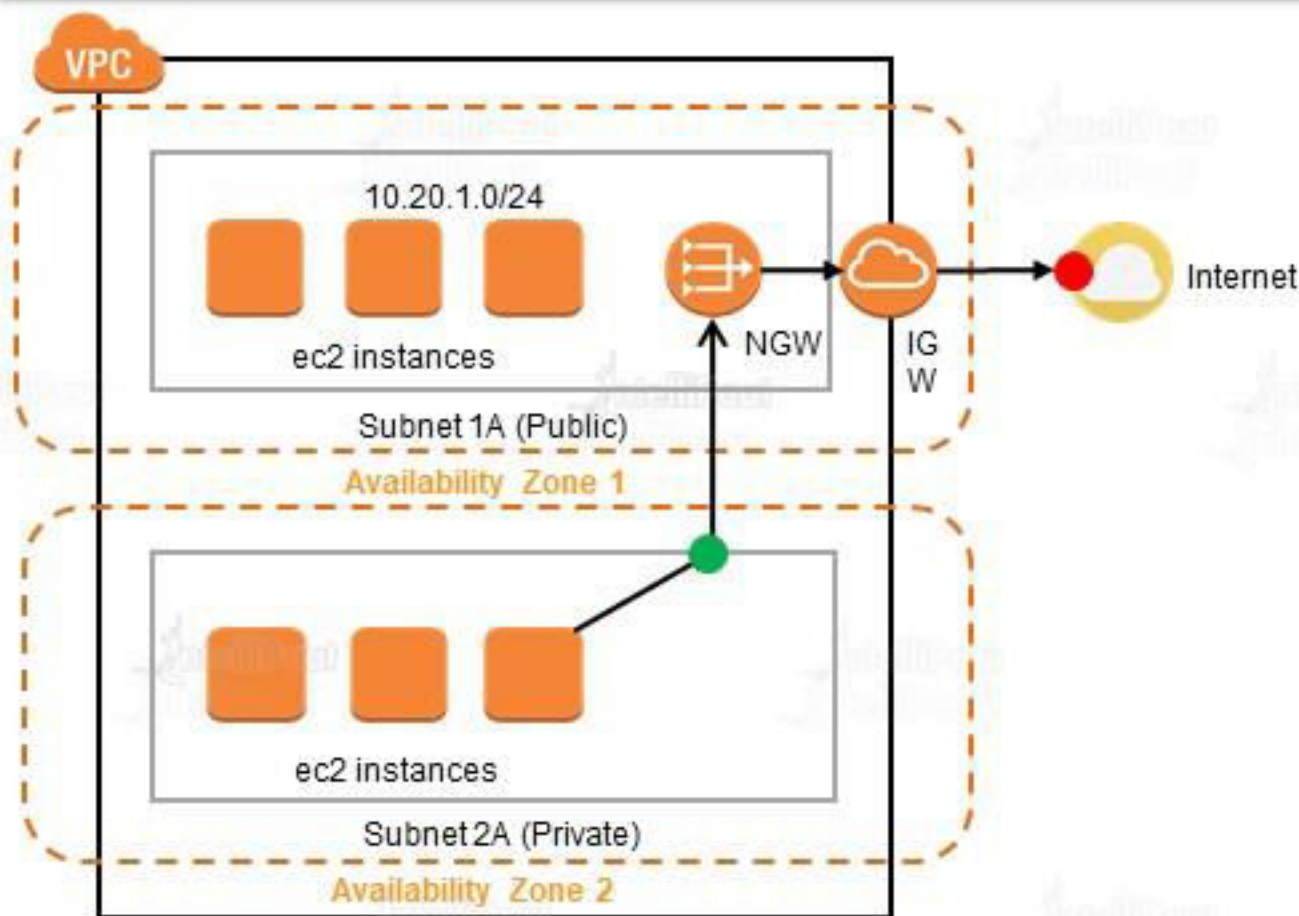 VPC
10.20.1.0/24
ec2 instances
NGW
IG
W
Internet
Subnet 1A (Public)
Availability Zone 1
ec2 instances
Subnet 2A (Private)
Availability Zone 2